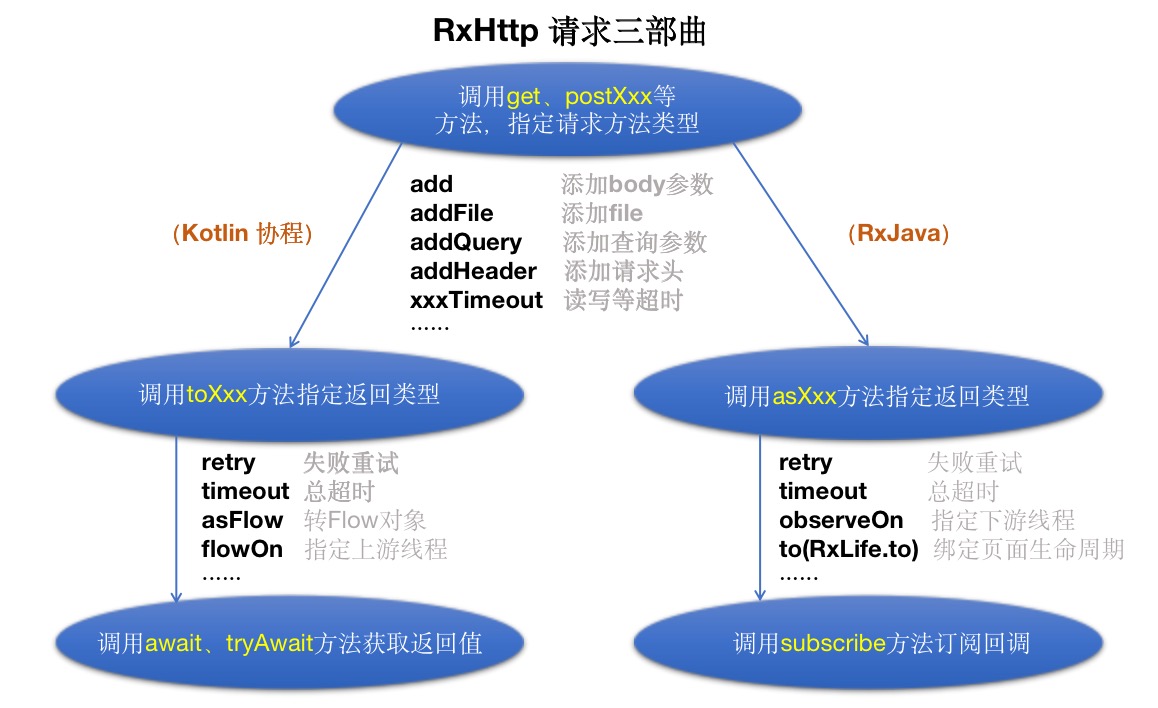 RxHttp 请求三部曲
调用get、postXxx等
方法，指定请求方法类型
add 添加body参数
addFile 添加file
addQuery 添加查询参数
addHeader 添加请求头
xxxTimeout 读写等超时
......
（Kotlin 协程）
（RxJava）
调用toXxx方法指定返回类型
retry 失败重试
timeout 总超时
asFlow 转Flow对象
flowOn 指定上游线程
......
调用await、tryAwait方法获取返回值
调用asXxx方法指定返回类型
retry 失败重试
timeout 总超时
observeOn 指定下游线程
to(RxLife.to) 绑定页面生命周期
......
调用subscribe方法订阅回调